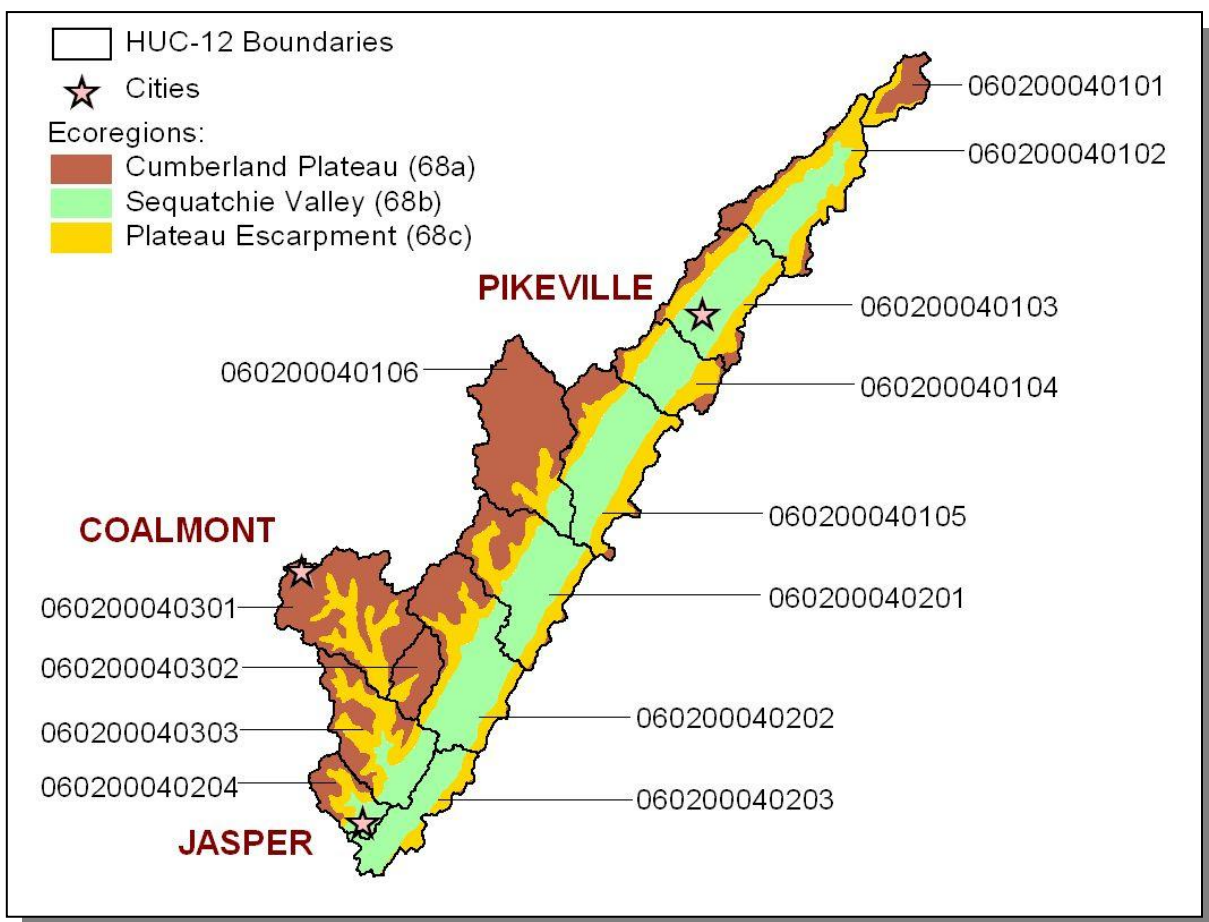 HUC-12 Boundaries
Cities
Ecoregions:
Cumberland Plateau (68a)
Sequatchie Valley (68b)
Plateau Escarpment (68c)
060200040101
060200040102
PIKEVILLE
060200040103
060200040106
060200040104
COALMONT
060200040105
060200040301
060200040201
060200040302
060200040202
060200040303
060200040204
060200040203
JASPER